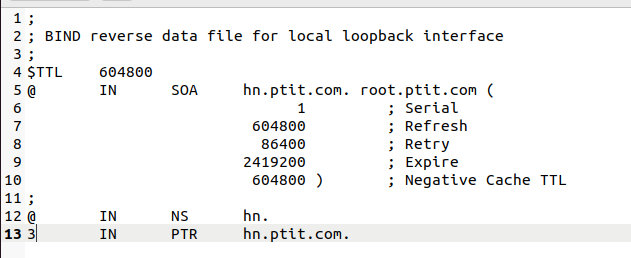 1 ;
2 ; BIND reverse data file for local loopback interface
3 ;
4 $TTL    604800
5 @       IN      SOA     hn.ptit.com. root.ptit.com (
6                               1         ; Serial
7                          604800         ; Refresh
8                           86400         ; Retry
9                         2419200         ; Expire
10                         604800 )       ; Negative Cache TTL
11 ;
12 @       IN      NS      hn.
13 3       IN      PTR     hn.ptit.com.